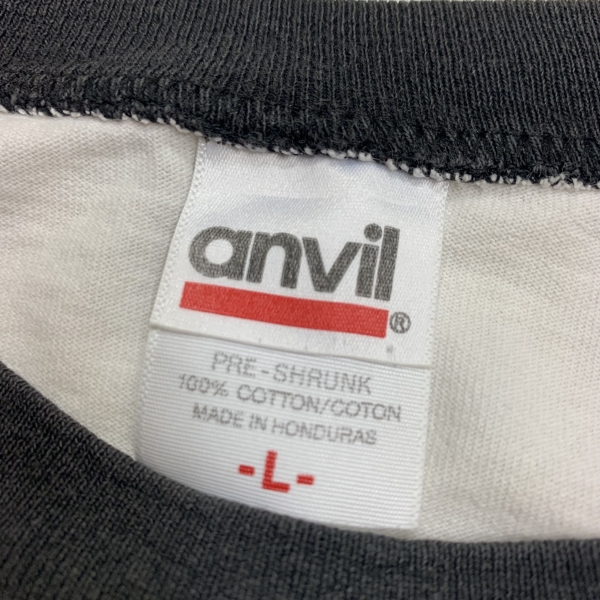 anvil®
PRE-SHRUNK
100% COTTON/COTON
MADE IN HONDURAS
-L-